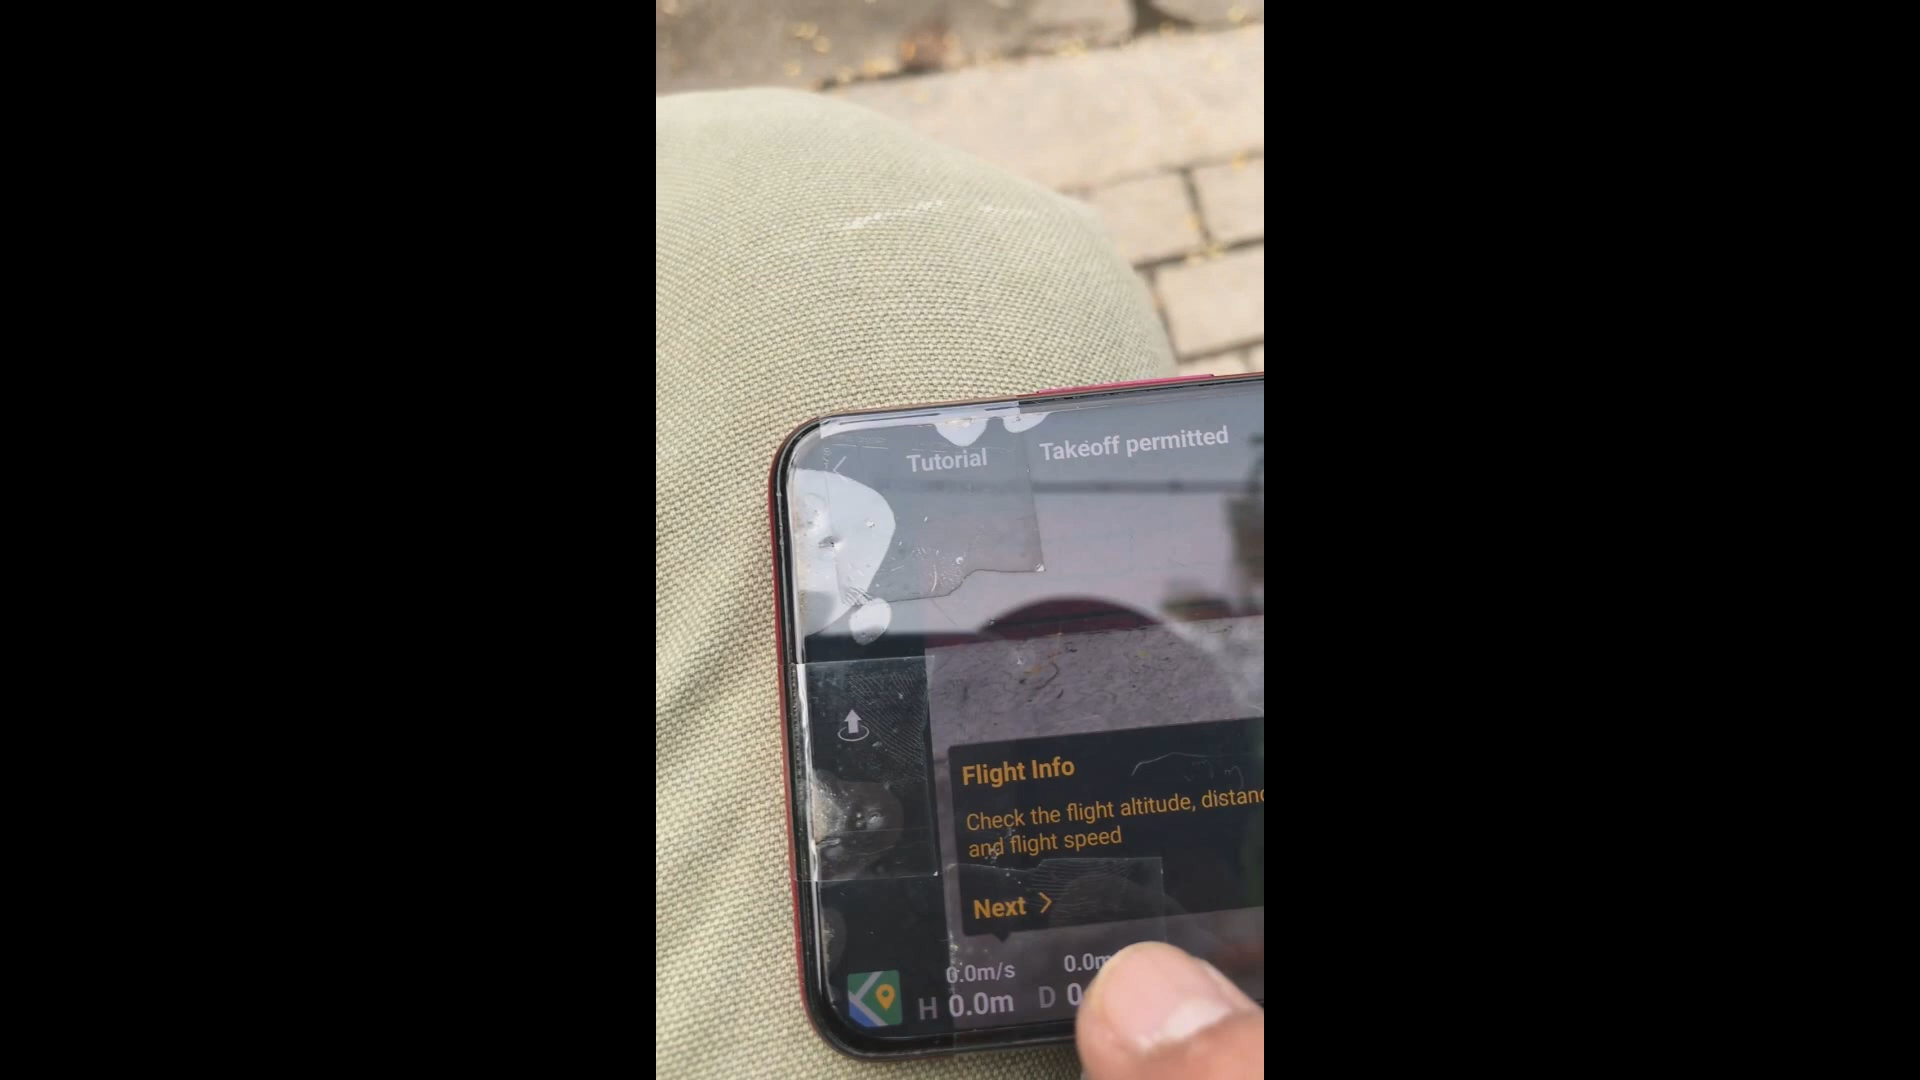 Tutorial
Takeoff permitted
Flight Info
Check the flight altitude,
and flight speed
Next >
0.0m/s
H 0.0m D